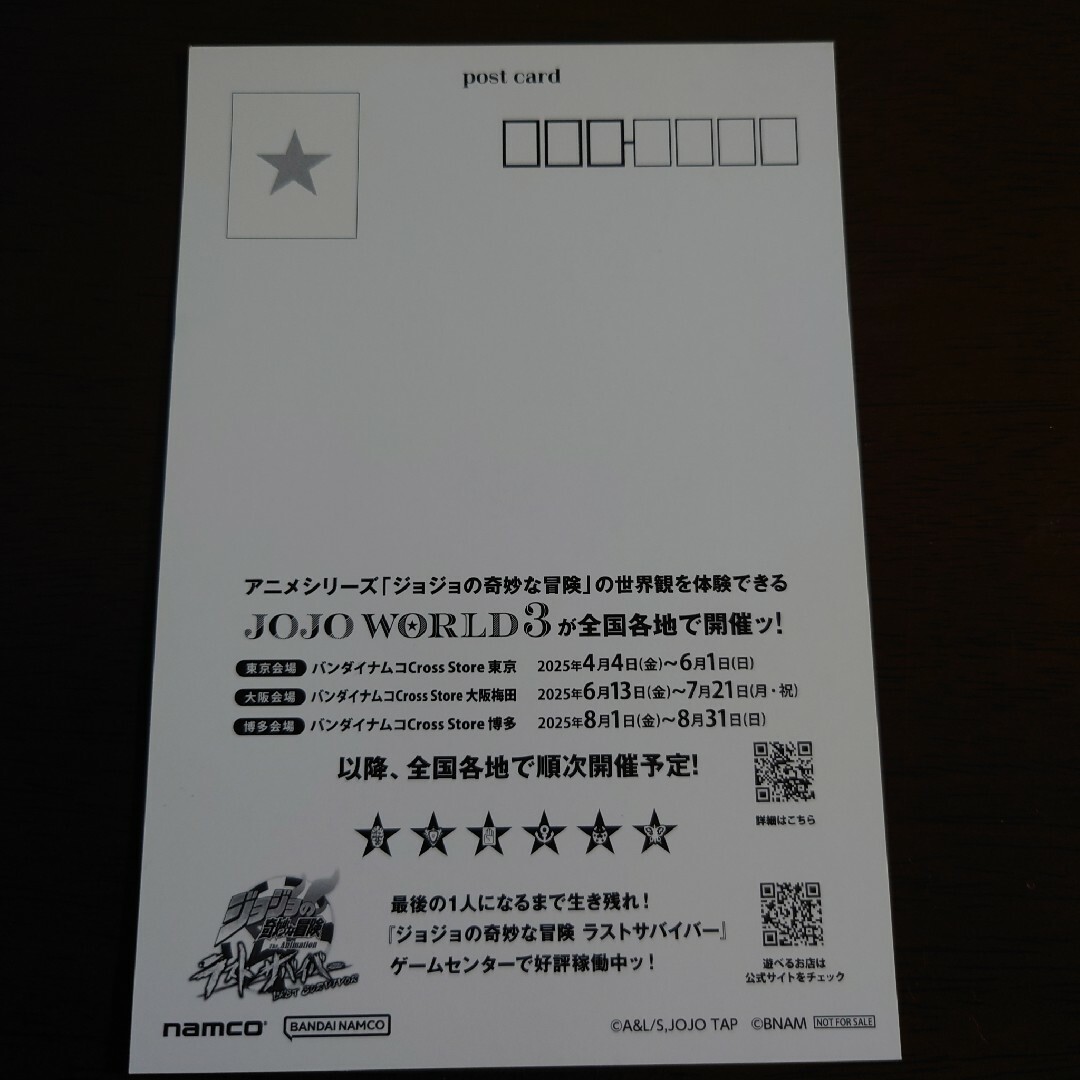 post card
アニメシリーズ「ジョジョの奇妙な冒険」の世界観を体験できる
JOJO WORLD 3 が全国各地で開催ッ!
東京会場 バンダイナムコCross Store 東京 2025年4月4日(金)~6月1日(日)
大阪会場 バンダイナムコCross Store 大阪梅田 2025年6月13日(金)~7月21日(月・祝)
博多会場 バンダイナムコCross Store 博多 2025年8月1日(金)~8月31日(日)
以降、全国各地で順次開催予定!
詳細はこちら
ジョジョの
奇妙な冒険
The Animation
ラストサバイバー
LAST SURVIVOR
最後の1人になるまで生き残れ!
『ジョジョの奇妙な冒険 ラストサバイバー』
ゲームセンターで好評稼働中ッ!
遊べるお店は
公式サイトをチェック
namco BANDAI NAMCO ©A&L/S,JOJO TAP ©BNAM NOT FOR SALE